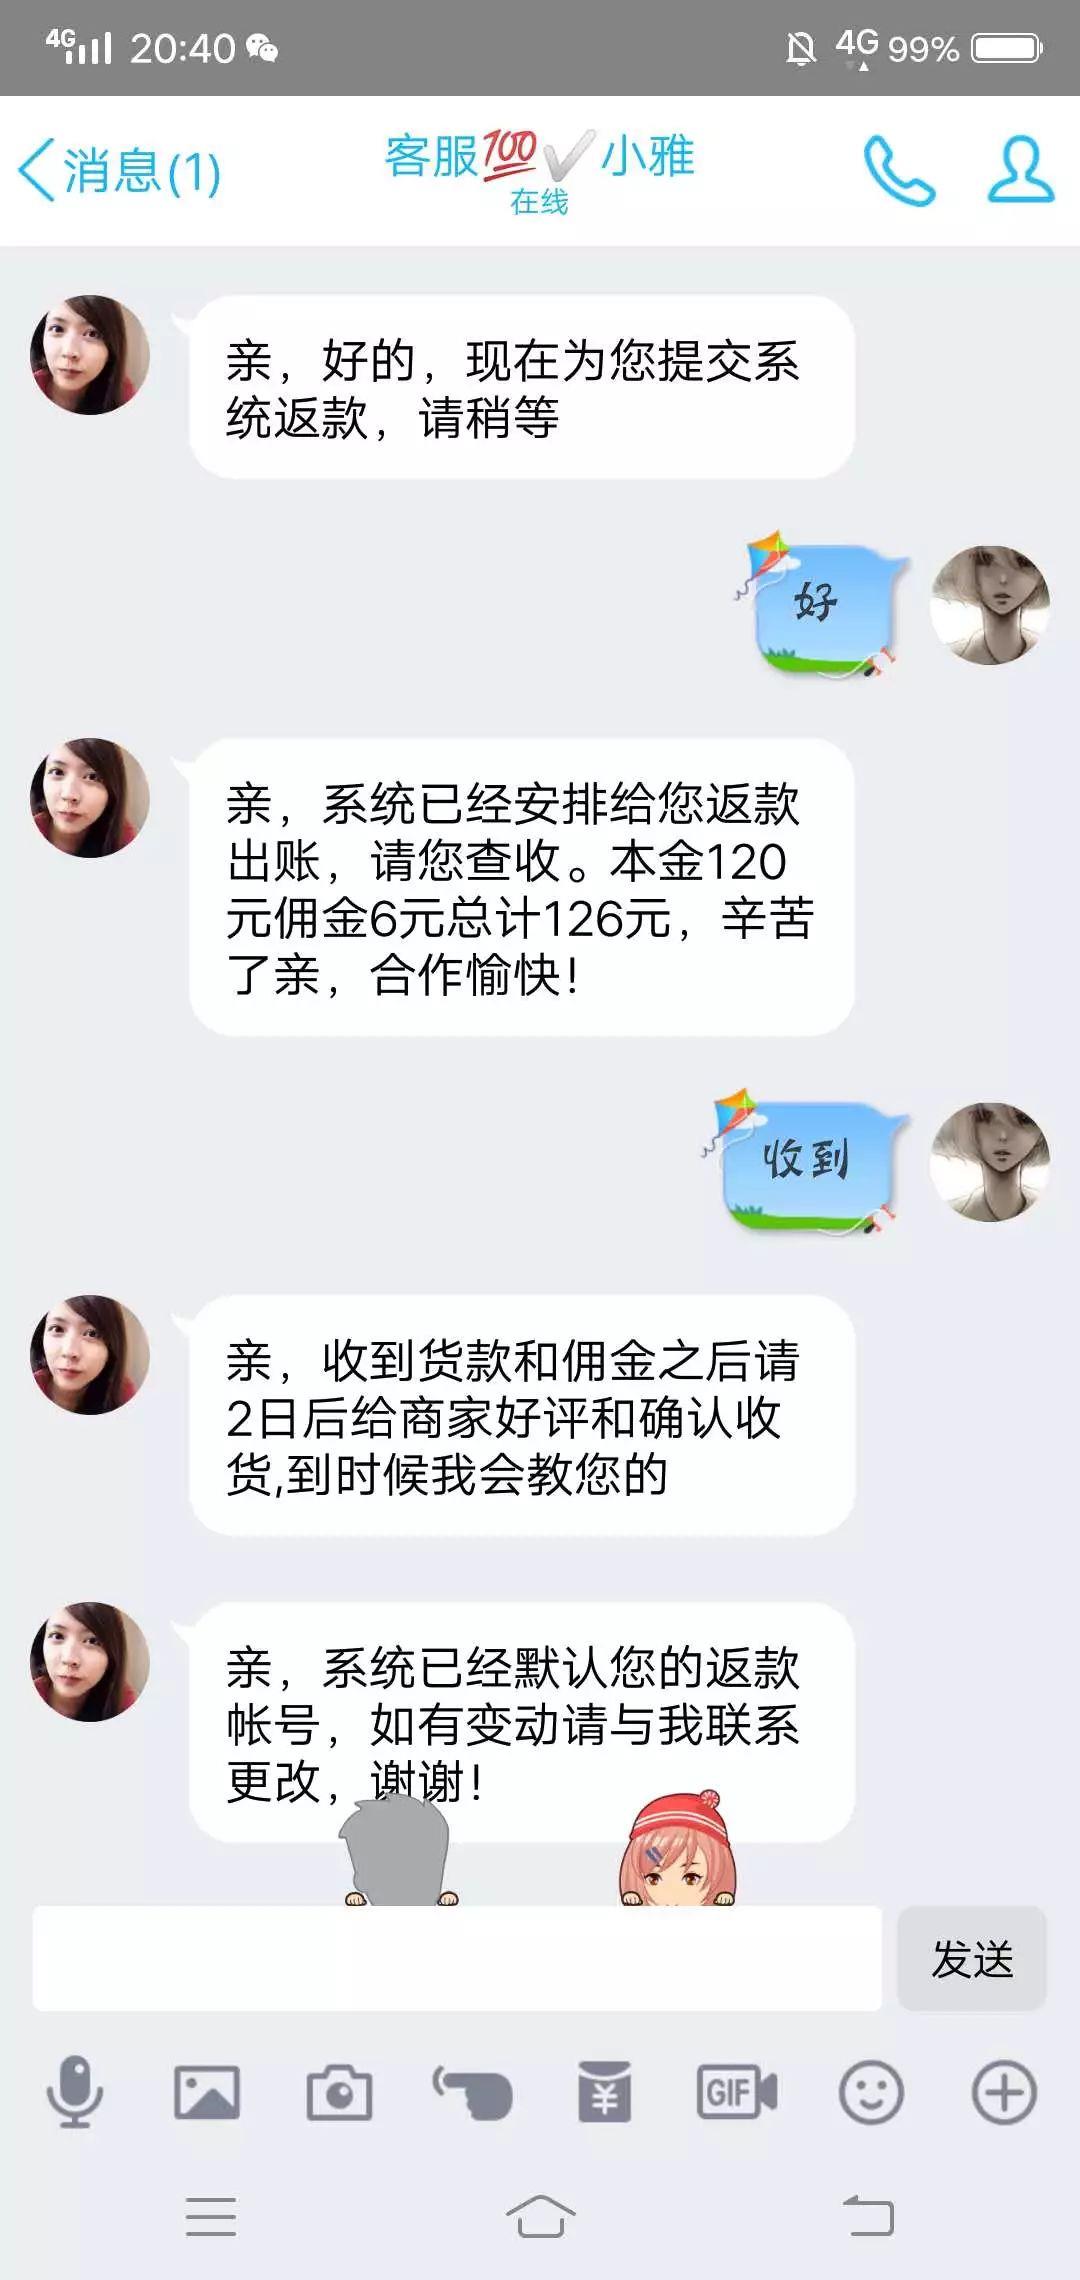 4G 20:40 4G 99%
消息(1)
客服💯✔小雅
在线
亲，好的，现在为您提交系
统返款，请稍等
好
亲，系统已经安排给您返款
出账，请您查收。本金120
元佣金6元总计126元，辛苦
了亲，合作愉快！
收到
亲，收到货款和佣金之后请
2日后给商家好评和确认收
货,到时候我会教您的
亲，系统已经默认您的返款
帐号，如有变动请与我联系
更改，谢谢！
发送
¥
GIF